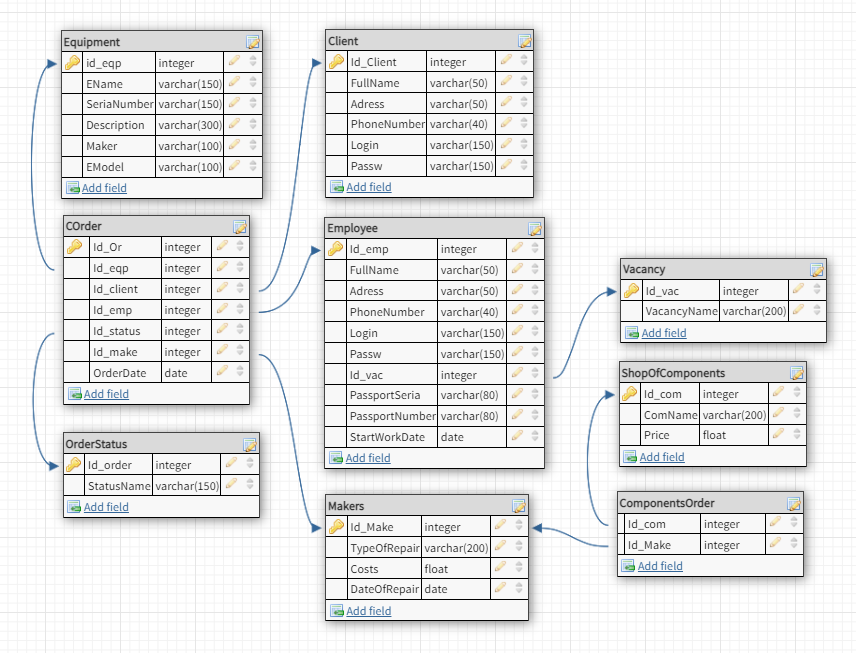 Equipment
id_eqp integer
EName varchar(150)
SeriaNumber varchar(150)
Description varchar(300)
Maker varchar(100)
EModel varchar(100)
Add field
Client
Id_Client integer
FullName varchar(50)
Adress varchar(50)
PhoneNumber varchar(40)
Login varchar(150)
Passw varchar(150)
Add field
COrder
Id_Or integer
Id_eqp integer
Id_client integer
Id_emp integer
Id_status integer
Id_make integer
OrderDate date
Add field
Employee
Id_emp integer
FullName varchar(50)
Adress varchar(50)
PhoneNumber varchar(40)
Login varchar(150)
Passw varchar(150)
Id_vac integer
PassportSeria varchar(80)
PassportNumber varchar(80)
StartWorkDate date
Add field
Vacancy
Id_vac integer
VacancyName varchar(200)
Add field
ShopOfComponents
Id_com integer
ComName varchar(200)
Price float
Add field
OrderStatus
Id_order integer
StatusName varchar(150)
Add field
Makers
Id_Make integer
TypeOfRepair varchar(200)
Costs float
DateOfRepair date
Add field
ComponentsOrder
Id_com integer
Id_Make integer
Add field